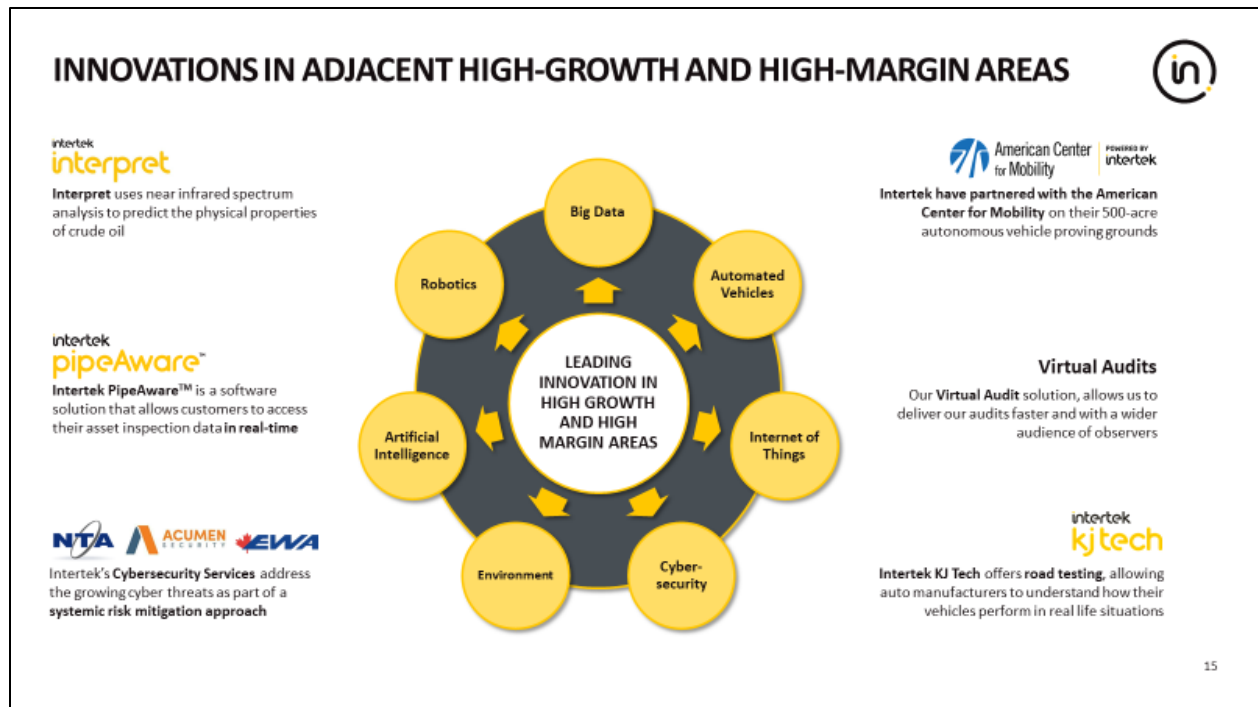 INNOVATIONS IN ADJACENT HIGH-GROWTH AND HIGH-MARGIN AREAS
in
intertek
interpret
Interpret uses near infrared spectrum
analysis to predict the physical properties
of crude oil
intertek
pipeAware™
Intertek PipeAware™ is a software
solution that allows customers to access
their asset inspection data in real-time
NTA
ACUMEN
SECURITY
EWA
Intertek's Cybersecurity Services address
the growing cyber threats as part of a
systemic risk mitigation approach
Big Data
Robotics
Automated
Vehicles
LEADING
INNOVATION IN
HIGH GROWTH
AND HIGH
MARGIN AREAS
Artificial
Intelligence
Internet of
Things
Environment
Cyber-
security
American Center
for Mobility
POWERED BY
intertek
Intertek have partnered with the American
Center for Mobility on their 500-acre
autonomous vehicle proving grounds
Virtual Audits
Our Virtual Audit solution, allows us to
deliver our audits faster and with a wider
audience of observers
intertek
kj tech
Intertek KJ Tech offers road testing, allowing
auto manufacturers to understand how their
vehicles perform in real life situations
15